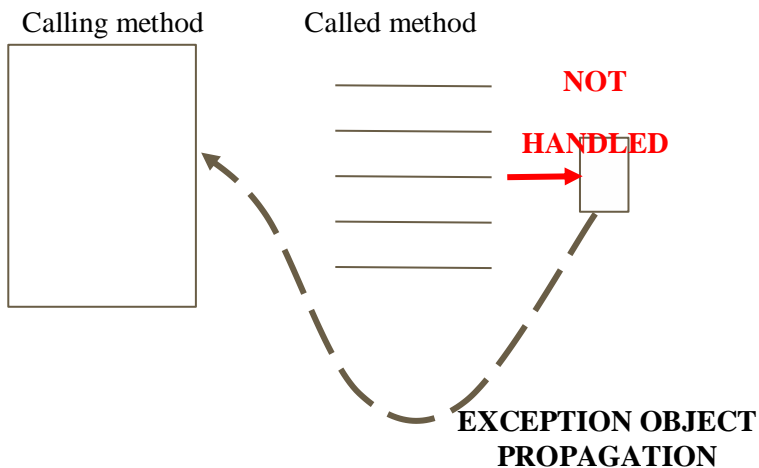 Calling method
Called method
NOT
HANDLED
EXCEPTION OBJECT
PROPAGATION